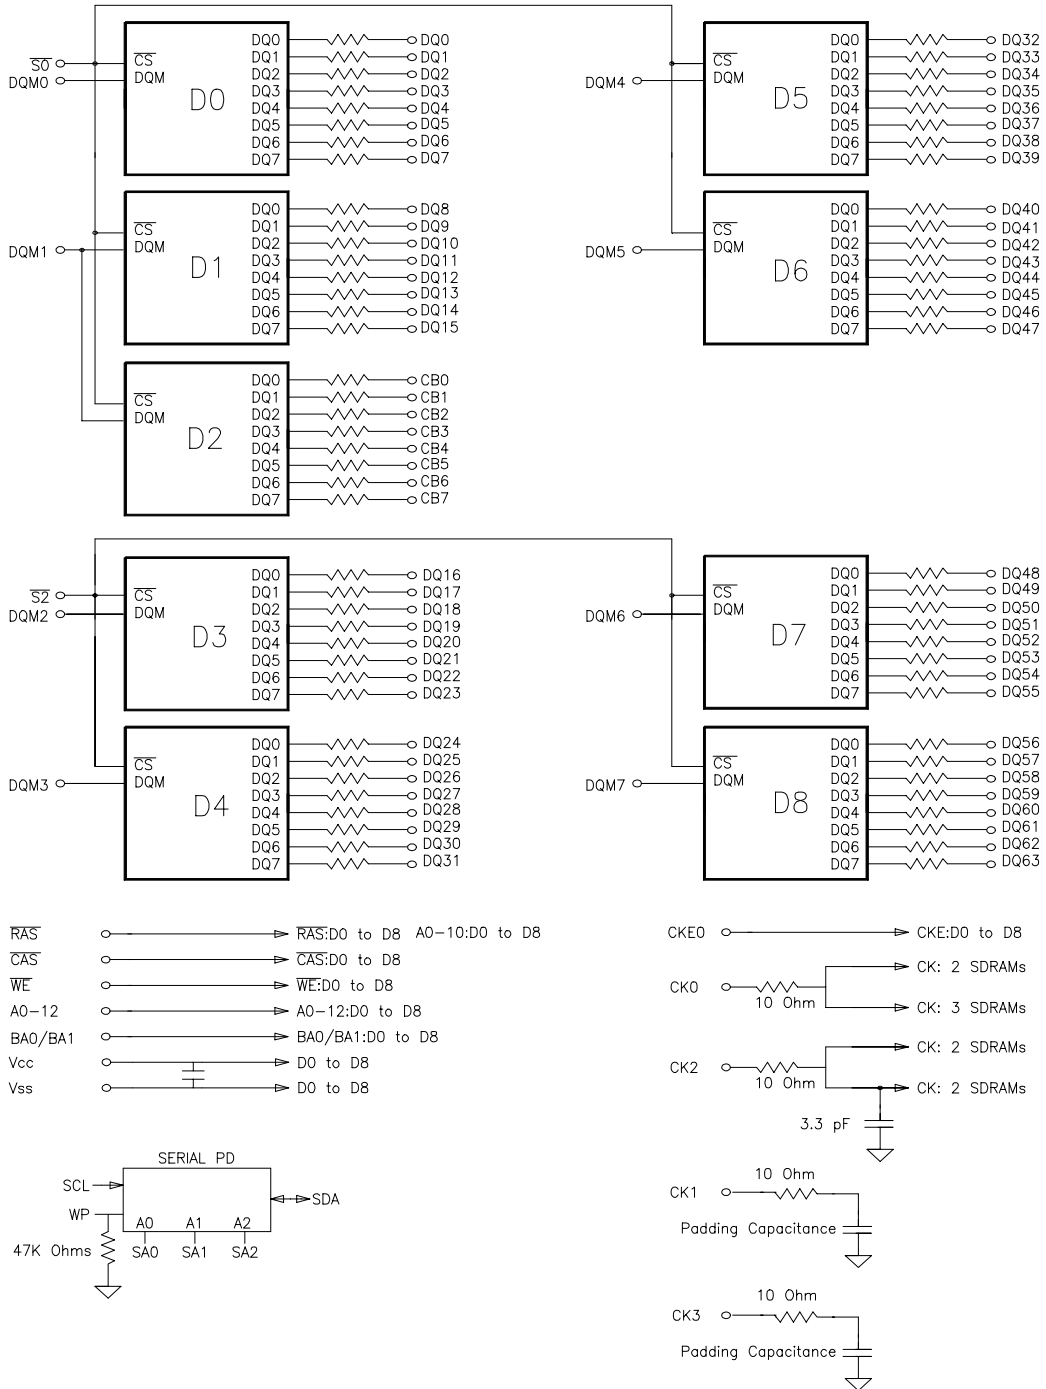 S0
DQM0
CS
DQM
D0
DQ0
DQ1
DQ2
DQ3
DQ4
DQ5
DQ6
DQ7
DQ0
DQ1
DQ2
DQ3
DQ4
DQ5
DQ6
DQ7
DQM4
CS
DQM
D5
DQ0
DQ1
DQ2
DQ3
DQ4
DQ5
DQ6
DQ7
DQ32
DQ33
DQ34
DQ35
DQ36
DQ37
DQ38
DQ39
DQM1
CS
DQM
D1
DQ0
DQ1
DQ2
DQ3
DQ4
DQ5
DQ6
DQ7
DQ8
DQ9
DQ10
DQ11
DQ12
DQ13
DQ14
DQ15
DQM5
CS
DQM
D6
DQ0
DQ1
DQ2
DQ3
DQ4
DQ5
DQ6
DQ7
DQ40
DQ41
DQ42
DQ43
DQ44
DQ45
DQ46
DQ47
CS
DQM
D2
DQ0
DQ1
DQ2
DQ3
DQ4
DQ5
DQ6
DQ7
CB0
CB1
CB2
CB3
CB4
CB5
CB6
CB7
S2
DQM2
CS
DQM
D3
DQ0
DQ1
DQ2
DQ3
DQ4
DQ5
DQ6
DQ7
DQ16
DQ17
DQ18
DQ19
DQ20
DQ21
DQ22
DQ23
DQM6
CS
DQM
D7
DQ0
DQ1
DQ2
DQ3
DQ4
DQ5
DQ6
DQ7
DQ48
DQ49
DQ50
DQ51
DQ52
DQ53
DQ54
DQ55
DQM3
CS
DQM
D4
DQ0
DQ1
DQ2
DQ3
DQ4
DQ5
DQ6
DQ7
DQ24
DQ25
DQ26
DQ27
DQ28
DQ29
DQ30
DQ31
DQM7
CS
DQM
D8
DQ0
DQ1
DQ2
DQ3
DQ4
DQ5
DQ6
DQ7
DQ56
DQ57
DQ58
DQ59
DQ60
DQ61
DQ62
DQ63
RAS RAS:D0 to D8 A0-10:D0 to D8
CAS CAS:D0 to D8
WE WE:D0 to D8
A0-12 A0-12:D0 to D8
BA0/BA1 BA0/BA1:D0 to D8
Vcc D0 to D8
Vss D0 to D8
CKE0 CKE:D0 to D8
CK: 2 SDRAMs
CK0
10 Ohm
CK: 3 SDRAMs
CK: 2 SDRAMs
CK2
10 Ohm
CK: 2 SDRAMs
3.3 pF
SERIAL PD
SCL
WP
SDA
A0 A1 A2
47K Ohms
SA0 SA1 SA2
10 Ohm
CK1
Padding Capacitance
10 Ohm
CK3
Padding Capacitance